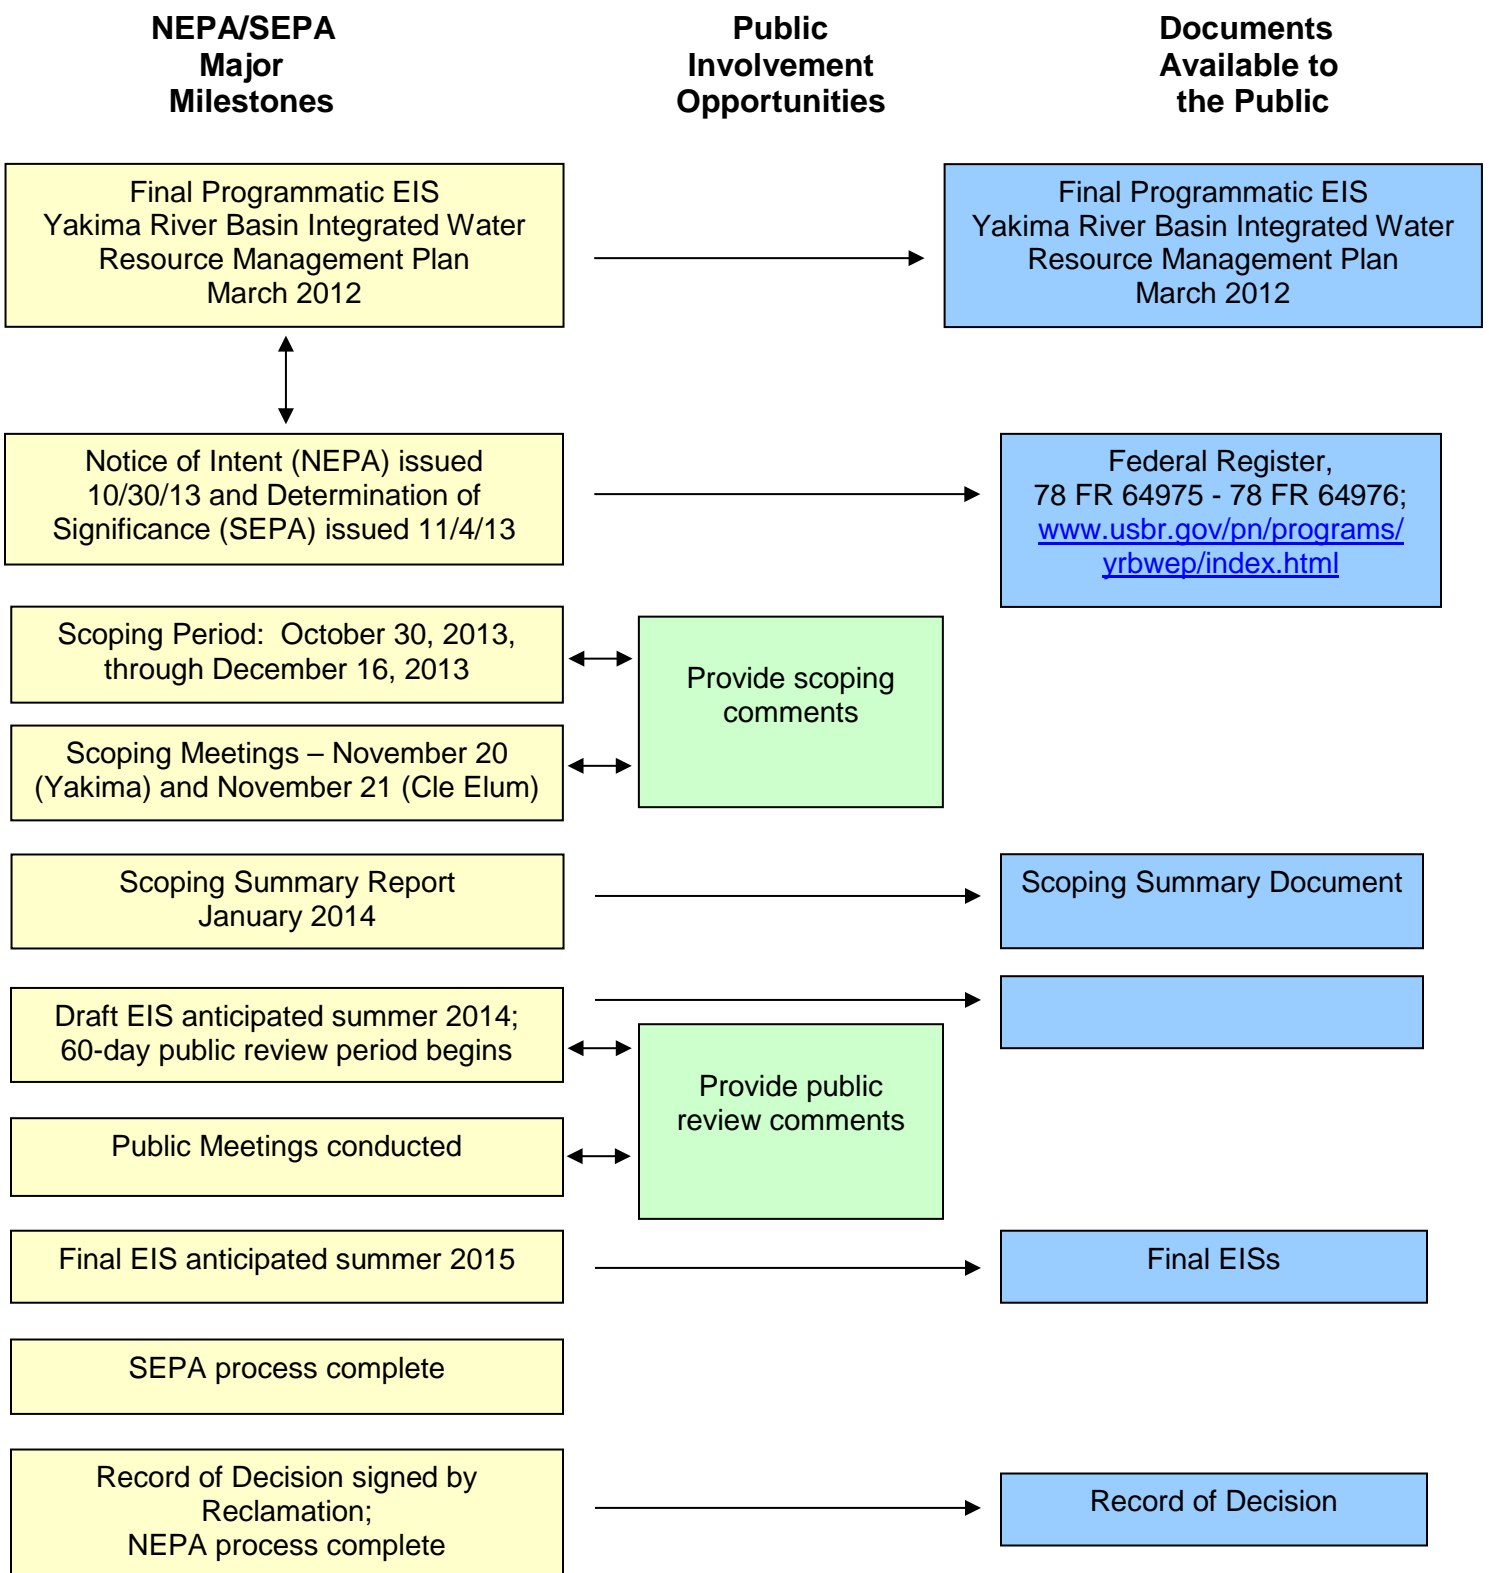 NEPA/SEPA
Major
Milestones
Public
Involvement
Opportunities
Documents
Available to
the Public
Final Programmatic EIS
Yakima River Basin Integrated Water
Resource Management Plan
March 2012
Final Programmatic EIS
Yakima River Basin Integrated Water
Resource Management Plan
March 2012
Notice of Intent (NEPA) issued
10/30/13 and Determination of
Significance (SEPA) issued 11/4/13
Federal Register,
78 FR 64975 - 78 FR 64976;
www.usbr.gov/pn/programs/
yrbwep/index.html
Scoping Period:  October 30, 2013,
through December 16, 2013
Provide scoping
comments
Scoping Meetings – November 20
(Yakima) and November 21 (Cle Elum)
Scoping Summary Report
January 2014
Scoping Summary Document
Draft EIS anticipated summer 2014;
60-day public review period begins
Provide public
review comments
Public Meetings conducted
Final EIS anticipated summer 2015
Final EISs
SEPA process complete
Record of Decision signed by
Reclamation;
NEPA process complete
Record of Decision